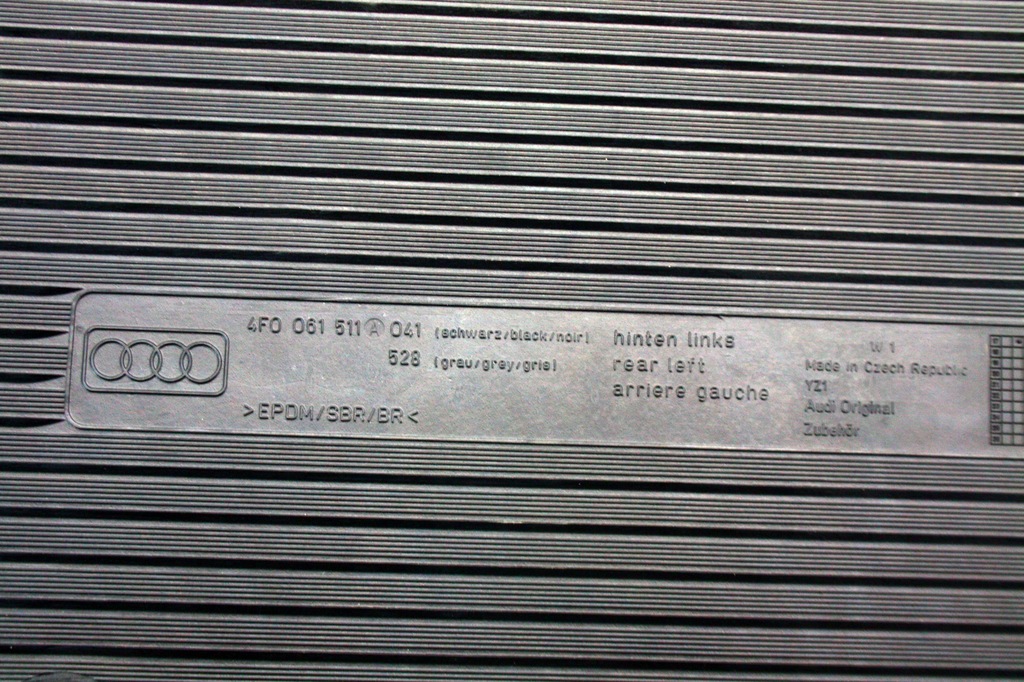 4F0 061 511 A 041 (schwarz/black/noir)
528 (grau/grey/gris)
>EPDM/SBR/BR<
hinten links
rear left
arriere gauche
W 1
Made in Czech Republic
YZ1
Audi Original
Zubehör